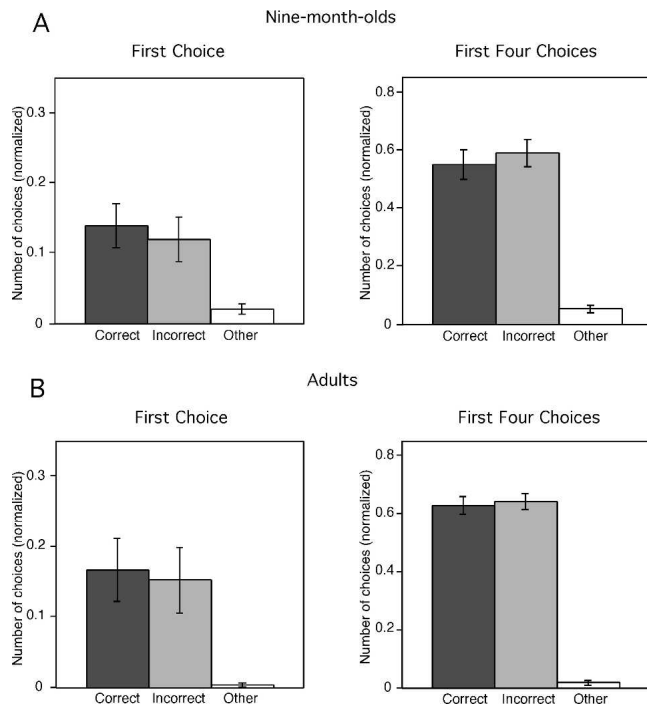 A
Nine-month-olds
First Choice
First Four Choices
Number of choices (normalized)
0.3
0.2
0.1
0
Correct Incorrect Other
Number of choices (normalized)
0.8
0.6
0.4
0.2
0
Correct Incorrect Other
B
Adults
First Choice
First Four Choices
Number of choices (normalized)
0.3
0.2
0.1
0
Correct Incorrect Other
Number of choices (normalized)
0.8
0.6
0.4
0.2
0
Correct Incorrect Other